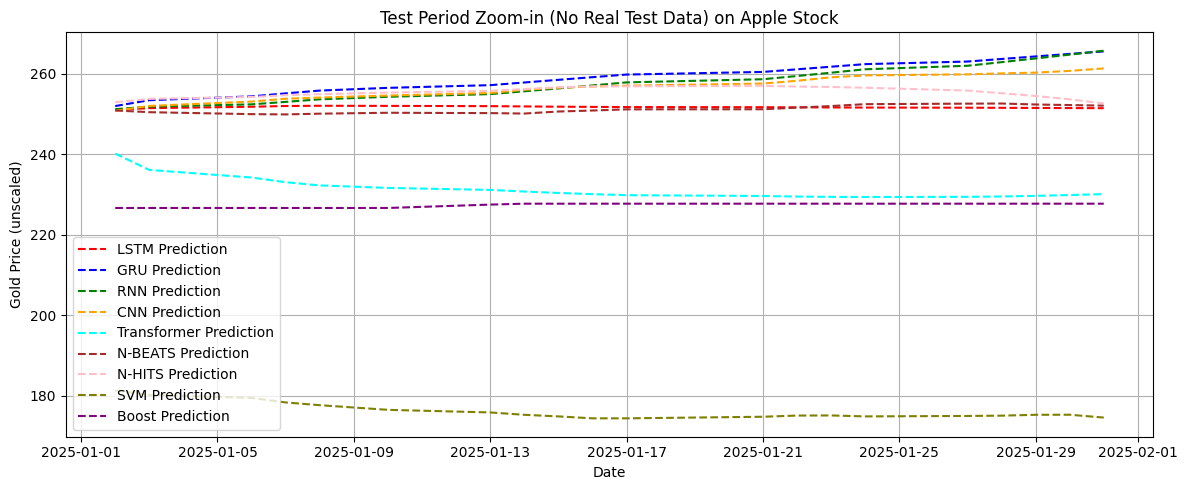 Test Period Zoom-in (No Real Test Data) on Apple Stock
Gold Price (unscaled)
260
240
220
200
180
LSTM Prediction
GRU Prediction
RNN Prediction
CNN Prediction
Transformer Prediction
N-BEATS Prediction
N-HITS Prediction
SVM Prediction
Boost Prediction
2025-01-01
2025-01-05
2025-01-09
2025-01-13
2025-01-17
2025-01-21
2025-01-25
2025-01-29
2025-02-01
Date